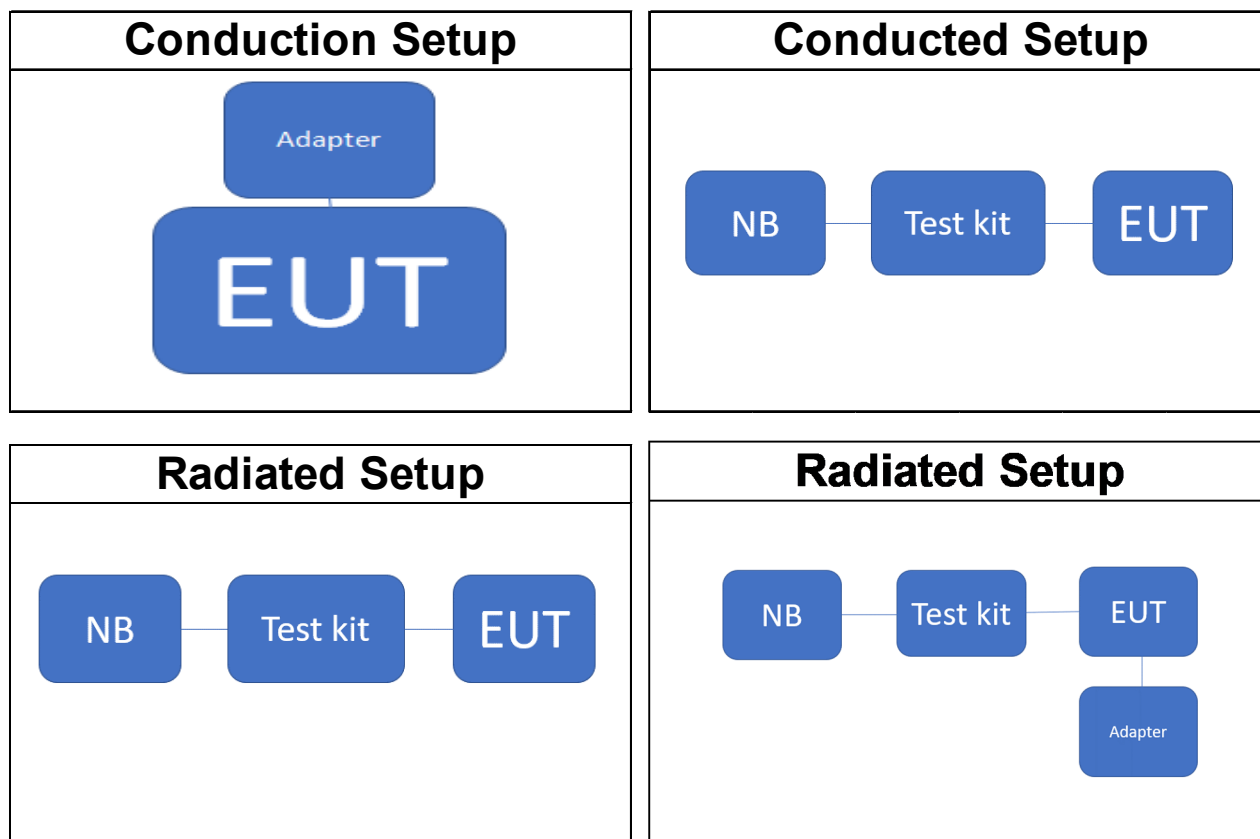 Conduction Setup
Adapter
EUT
Conducted Setup
NB
Test kit
EUT
Radiated Setup
NB
Test kit
EUT
Radiated Setup
NB
Test kit
EUT
Adapter